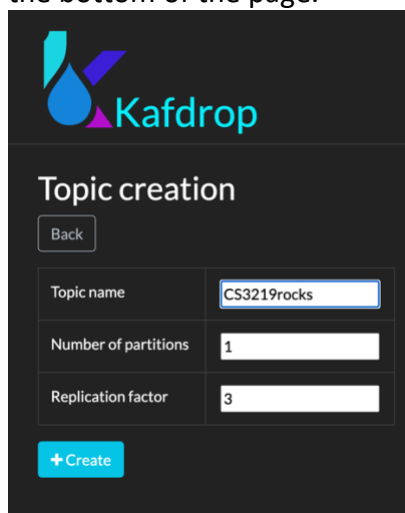 the bottom of the page.
Kafdrop
Topic creation
Back
Topic name CS3219rocks
Number of partitions 1
Replication factor 3
+Create